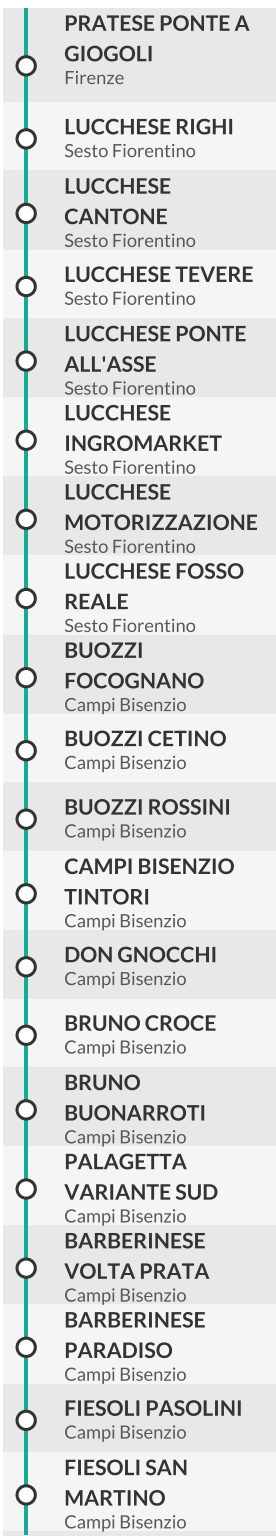 PRATESE PONTE A
GIOGOLI
Firenze
LUCCHESE RIGHI
Sesto Fiorentino
LUCCHESE
CANTONE
Sesto Fiorentino
LUCCHESE TEVERE
Sesto Fiorentino
LUCCHESE PONTE
ALL'ASSE
Sesto Fiorentino
LUCCHESE
INGROMARKET
Sesto Fiorentino
LUCCHESE
MOTORIZZAZIONE
Sesto Fiorentino
LUCCHESE FOSSO
REALE
Sesto Fiorentino
BUOZZI
FOCOGNANO
Campi Bisenzio
BUOZZI CETINO
Campi Bisenzio
BUOZZI ROSSINI
Campi Bisenzio
CAMPI BISENZIO
TINTORI
Campi Bisenzio
DON GNOCCHI
Campi Bisenzio
BRUNO CROCE
Campi Bisenzio
BRUNO
BUONARROTI
Campi Bisenzio
PALAGETTA
VARIANTE SUD
Campi Bisenzio
BARBERINESE
VOLTA PRATA
Campi Bisenzio
BARBERINESE
PARADISO
Campi Bisenzio
FIESOLI PASOLINI
Campi Bisenzio
FIESOLI SAN
MARTINO
Campi Bisenzio